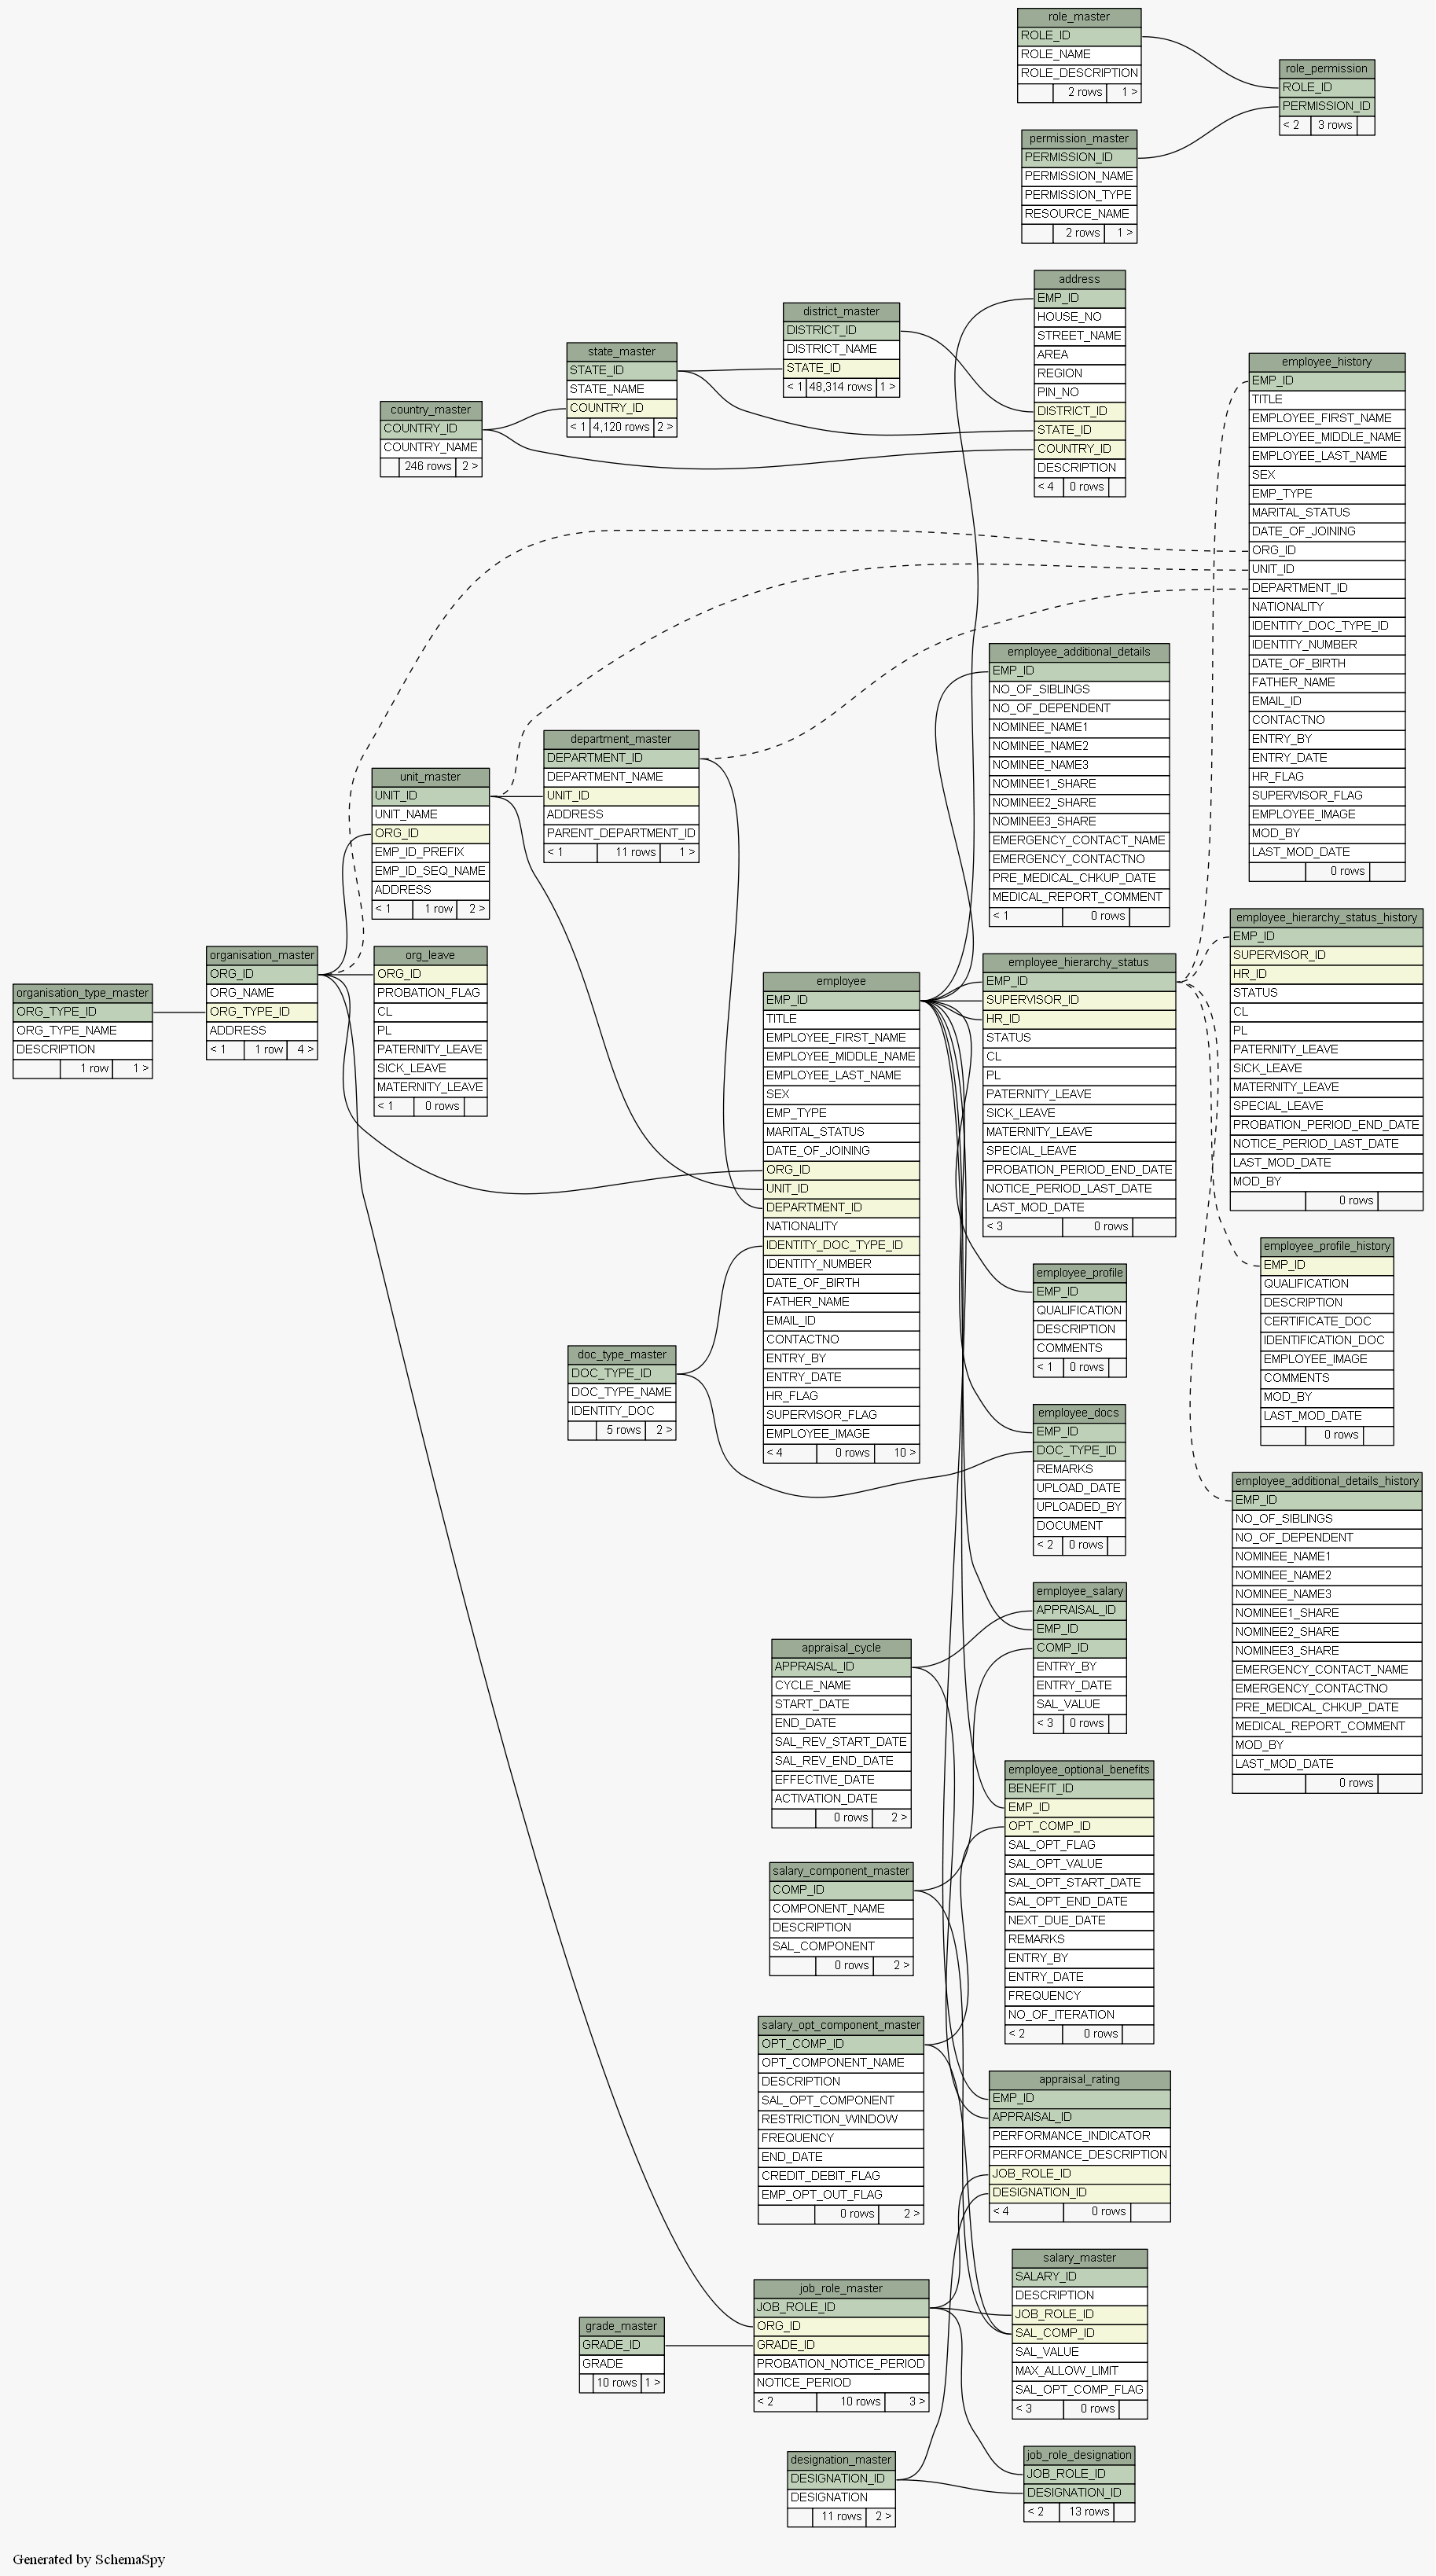 role_master
ROLE_ID
ROLE_NAME
ROLE_DESCRIPTION
2 rows 1 >
role_permission
ROLE_ID
PERMISSION_ID
< 2 3 rows
permission_master
PERMISSION_ID
PERMISSION_NAME
PERMISSION_TYPE
RESOURCE_NAME
2 rows 1 >
address
EMP_ID
HOUSE_NO
STREET_NAME
AREA
REGION
PIN_NO
DISTRICT_ID
STATE_ID
COUNTRY_ID
DESCRIPTION
< 4 0 rows
district_master
DISTRICT_ID
DISTRICT_NAME
STATE_ID
< 1 48,314 rows 1 >
state_master
STATE_ID
STATE_NAME
COUNTRY_ID
< 1 4,120 rows 2 >
country_master
COUNTRY_ID
COUNTRY_NAME
246 rows 2 >
employee_history
EMP_ID
TITLE
EMPLOYEE_FIRST_NAME
EMPLOYEE_MIDDLE_NAME
EMPLOYEE_LAST_NAME
SEX
EMP_TYPE
MARITAL_STATUS
DATE_OF_JOINING
ORG_ID
UNIT_ID
DEPARTMENT_ID
NATIONALITY
IDENTITY_DOC_TYPE_ID
IDENTITY_NUMBER
DATE_OF_BIRTH
FATHER_NAME
EMAIL_ID
CONTACTNO
ENTRY_BY
ENTRY_DATE
HR_FLAG
SUPERVISOR_FLAG
EMPLOYEE_IMAGE
MOD_BY
LAST_MOD_DATE
0 rows
employee_additional_details
EMP_ID
NO_OF_SIBLINGS
NO_OF_DEPENDENT
NOMINEE_NAME1
NOMINEE_NAME2
NOMINEE_NAME3
NOMINEE1_SHARE
NOMINEE2_SHARE
NOMINEE3_SHARE
EMERGENCY_CONTACT_NAME
EMERGENCY_CONTACTNO
PRE_MEDICAL_CHKUP_DATE
MEDICAL_REPORT_COMMENT
< 1 0 rows
department_master
DEPARTMENT_ID
DEPARTMENT_NAME
UNIT_ID
ADDRESS
PARENT_DEPARTMENT_ID
< 1 11 rows 1 >
unit_master
UNIT_ID
UNIT_NAME
ORG_ID
EMP_ID_PREFIX
EMP_ID_SEQ_NAME
ADDRESS
< 1 1 row 2 >
organisation_master
ORG_ID
ORG_NAME
ORG_TYPE_ID
ADDRESS
< 1 1 row 4 >
org_leave
ORG_ID
PROBATION_FLAG
CL
PL
PATERNITY_LEAVE
SICK_LEAVE
MATERNITY_LEAVE
< 1 0 rows
organisation_type_master
ORG_TYPE_ID
ORG_TYPE_NAME
DESCRIPTION
1 row 1 >
employee
EMP_ID
TITLE
EMPLOYEE_FIRST_NAME
EMPLOYEE_MIDDLE_NAME
EMPLOYEE_LAST_NAME
SEX
EMP_TYPE
MARITAL_STATUS
DATE_OF_JOINING
ORG_ID
UNIT_ID
DEPARTMENT_ID
NATIONALITY
IDENTITY_DOC_TYPE_ID
IDENTITY_NUMBER
DATE_OF_BIRTH
FATHER_NAME
EMAIL_ID
CONTACTNO
ENTRY_BY
ENTRY_DATE
HR_FLAG
SUPERVISOR_FLAG
EMPLOYEE_IMAGE
< 4 0 rows 10 >
employee_hierarchy_status
EMP_ID
SUPERVISOR_ID
HR_ID
STATUS
CL
PL
PATERNITY_LEAVE
SICK_LEAVE
MATERNITY_LEAVE
SPECIAL_LEAVE
PROBATION_PERIOD_END_DATE
NOTICE_PERIOD_LAST_DATE
LAST_MOD_DATE
< 3 0 rows
employee_hierarchy_status_history
EMP_ID
SUPERVISOR_ID
HR_ID
STATUS
CL
PL
PATERNITY_LEAVE
SICK_LEAVE
MATERNITY_LEAVE
SPECIAL_LEAVE
PROBATION_PERIOD_END_DATE
NOTICE_PERIOD_LAST_DATE
LAST_MOD_DATE
MOD_BY
0 rows
employee_profile_history
EMP_ID
QUALIFICATION
DESCRIPTION
CERTIFICATE_DOC
IDENTIFICATION_DOC
EMPLOYEE_IMAGE
COMMENTS
MOD_BY
LAST_MOD_DATE
0 rows
employee_profile
EMP_ID
QUALIFICATION
DESCRIPTION
COMMENTS
< 1 0 rows
doc_type_master
DOC_TYPE_ID
DOC_TYPE_NAME
IDENTITY_DOC
5 rows 2 >
employee_docs
EMP_ID
DOC_TYPE_ID
REMARKS
UPLOAD_DATE
UPLOADED_BY
DOCUMENT
< 2 0 rows
employee_additional_details_history
EMP_ID
NO_OF_SIBLINGS
NO_OF_DEPENDENT
NOMINEE_NAME1
NOMINEE_NAME2
NOMINEE_NAME3
NOMINEE1_SHARE
NOMINEE2_SHARE
NOMINEE3_SHARE
EMERGENCY_CONTACT_NAME
EMERGENCY_CONTACTNO
PRE_MEDICAL_CHKUP_DATE
MEDICAL_REPORT_COMMENT
MOD_BY
LAST_MOD_DATE
0 rows
employee_salary
APPRAISAL_ID
EMP_ID
COMP_ID
ENTRY_BY
ENTRY_DATE
SAL_VALUE
< 3 0 rows
appraisal_cycle
APPRAISAL_ID
CYCLE_NAME
START_DATE
END_DATE
SAL_REV_START_DATE
SAL_REV_END_DATE
EFFECTIVE_DATE
ACTIVATION_DATE
0 rows 2 >
employee_optional_benefits
BENEFIT_ID
EMP_ID
OPT_COMP_ID
SAL_OPT_FLAG
SAL_OPT_VALUE
SAL_OPT_START_DATE
SAL_OPT_END_DATE
NEXT_DUE_DATE
REMARKS
ENTRY_BY
ENTRY_DATE
FREQUENCY
NO_OF_ITERATION
< 2 0 rows
salary_component_master
COMP_ID
COMPONENT_NAME
DESCRIPTION
SAL_COMPONENT
0 rows 2 >
salary_opt_component_master
OPT_COMP_ID
OPT_COMPONENT_NAME
DESCRIPTION
SAL_OPT_COMPONENT
RESTRICTION_WINDOW
FREQUENCY
END_DATE
CREDIT_DEBIT_FLAG
EMP_OPT_OUT_FLAG
0 rows 2 >
appraisal_rating
EMP_ID
APPRAISAL_ID
PERFORMANCE_INDICATOR
PERFORMANCE_DESCRIPTION
JOB_ROLE_ID
DESIGNATION_ID
< 4 0 rows
salary_master
SALARY_ID
DESCRIPTION
JOB_ROLE_ID
SAL_COMP_ID
SAL_VALUE
MAX_ALLOW_LIMIT
SAL_OPT_COMP_FLAG
< 3 0 rows
job_role_master
JOB_ROLE_ID
ORG_ID
GRADE_ID
PROBATION_NOTICE_PERIOD
NOTICE_PERIOD
< 2 10 rows 3 >
grade_master
GRADE_ID
GRADE
10 rows 1 >
job_role_designation
JOB_ROLE_ID
DESIGNATION_ID
< 2 13 rows
designation_master
DESIGNATION_ID
DESIGNATION
11 rows 2 >
Generated by SchemaSpy